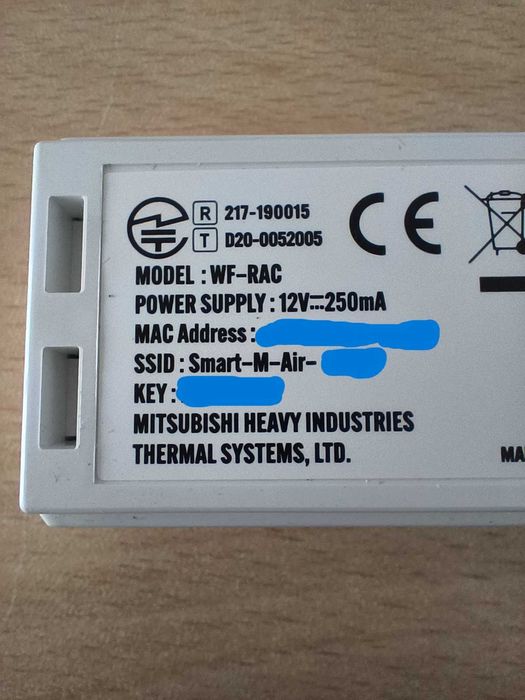 R 217-190015
T D20-0052005
CE
MODEL : WF-RAC
POWER SUPPLY : 12V⎓250mA
MAC Address :
SSID : Smart-M-Air-
KEY :
MITSUBISHI HEAVY INDUSTRIES
THERMAL SYSTEMS, LTD.